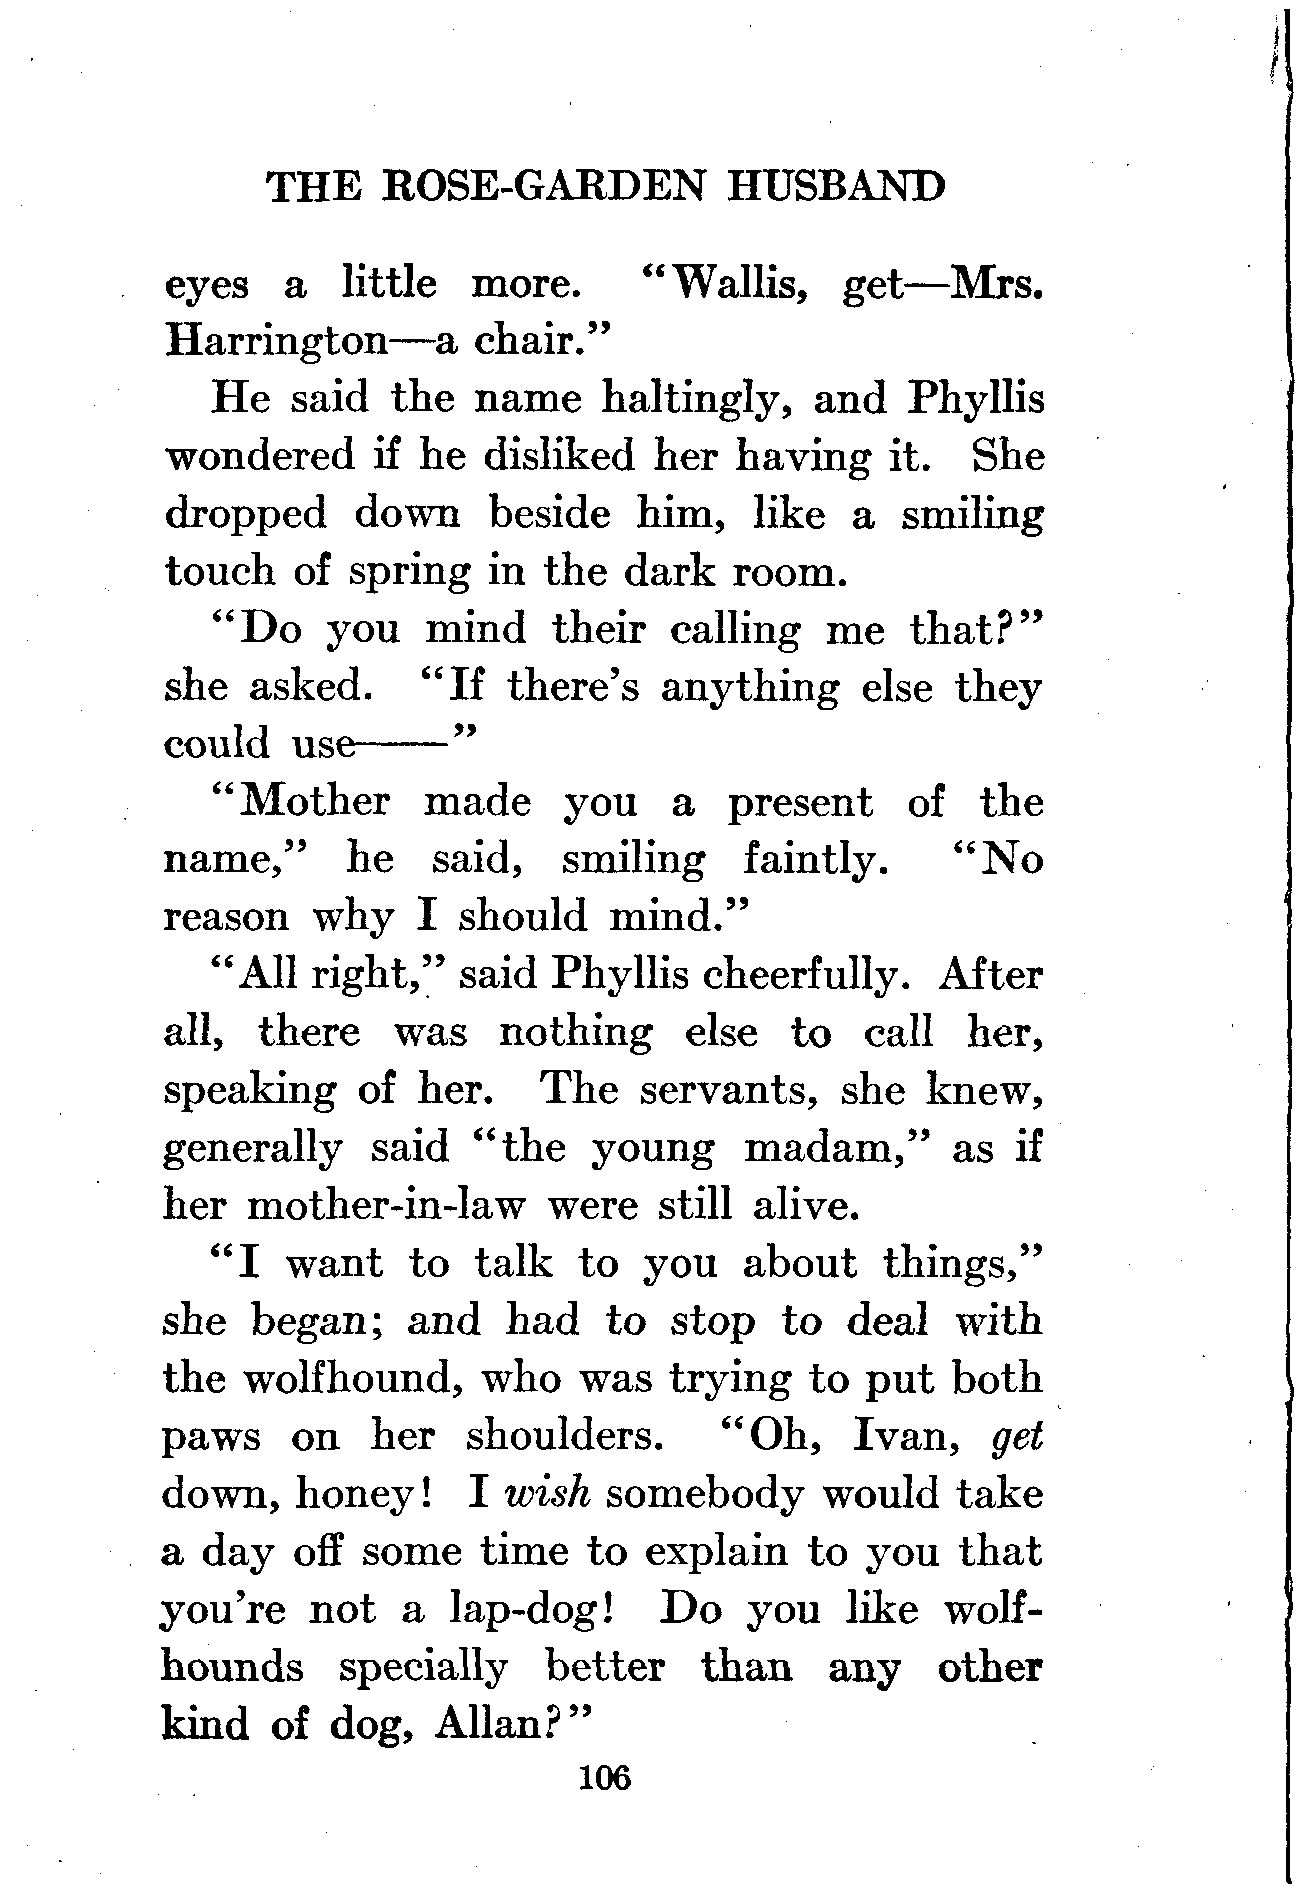 THE ROSE-GARDEN HUSBAND
eyes a little more. “Wallis, get—Mrs.
Harrington—a chair.”
He said the name haltingly, and Phyllis
wondered if he disliked her having it. She
dropped down beside him, like a smiling
touch of spring in the dark room.
“Do you mind their calling me that?”
she asked. “If there’s anything else they
could use——”
“Mother made you a present of the
name,” he said, smiling faintly. “No
reason why I should mind.”
“All right,” said Phyllis cheerfully. After
all, there was nothing else to call her,
speaking of her. The servants, she knew,
generally said “the young madam,” as if
her mother-in-law were still alive.
“I want to talk to you about things,”
she began; and had to stop to deal with
the wolfhound, who was trying to put both
paws on her shoulders. “Oh, Ivan, get
down, honey! I wish somebody would take
a day off some time to explain to you that
you’re not a lap-dog! Do you like wolf-
hounds specially better than any other
kind of dog, Allan?”
106